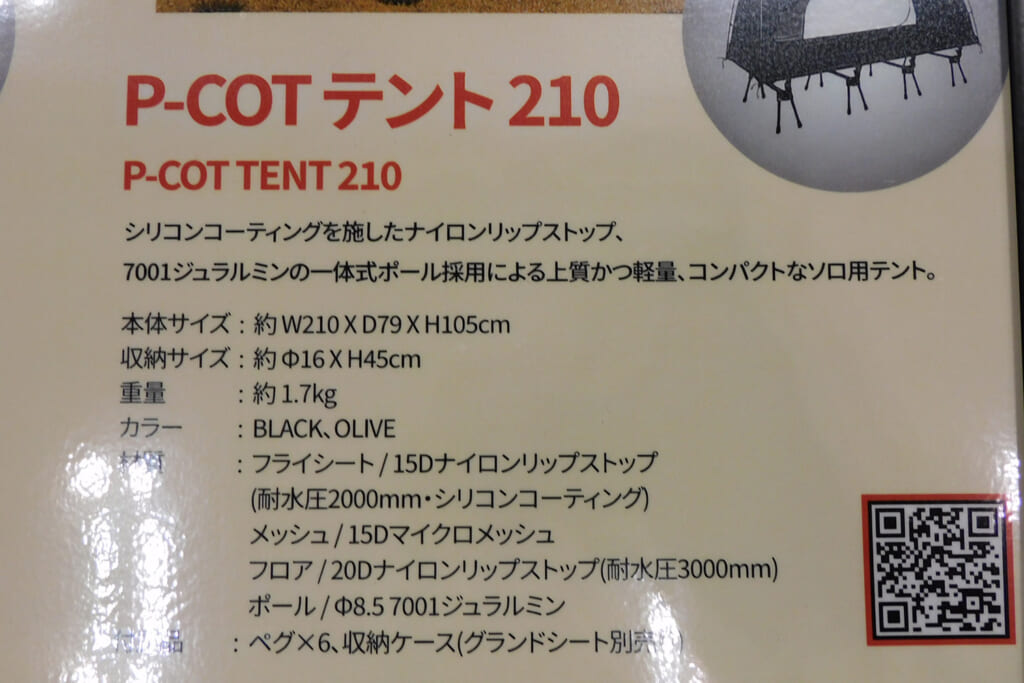 P-COT テント 210
P-COT TENT 210
シリコンコーティングを施したナイロンリップストップ、
7001ジュラルミンの一体式ポール採用による上質かつ軽量、コンパクトなソロ用テント。
本体サイズ : 約 W210 X D79 X H105cm
収納サイズ : 約 Φ16 X H45cm
重量 : 約 1.7kg
カラー : BLACK、OLIVE
材質 : フライシート / 15Dナイロンリップストップ
(耐水圧2000mm・シリコンコーティング)
メッシュ / 15Dマイクロメッシュ
フロア / 20Dナイロンリップストップ(耐水圧3000mm)
ポール / Φ8.5 7001ジュラルミン
付属品 : ペグ×6、収納ケース(グランドシート別売り)